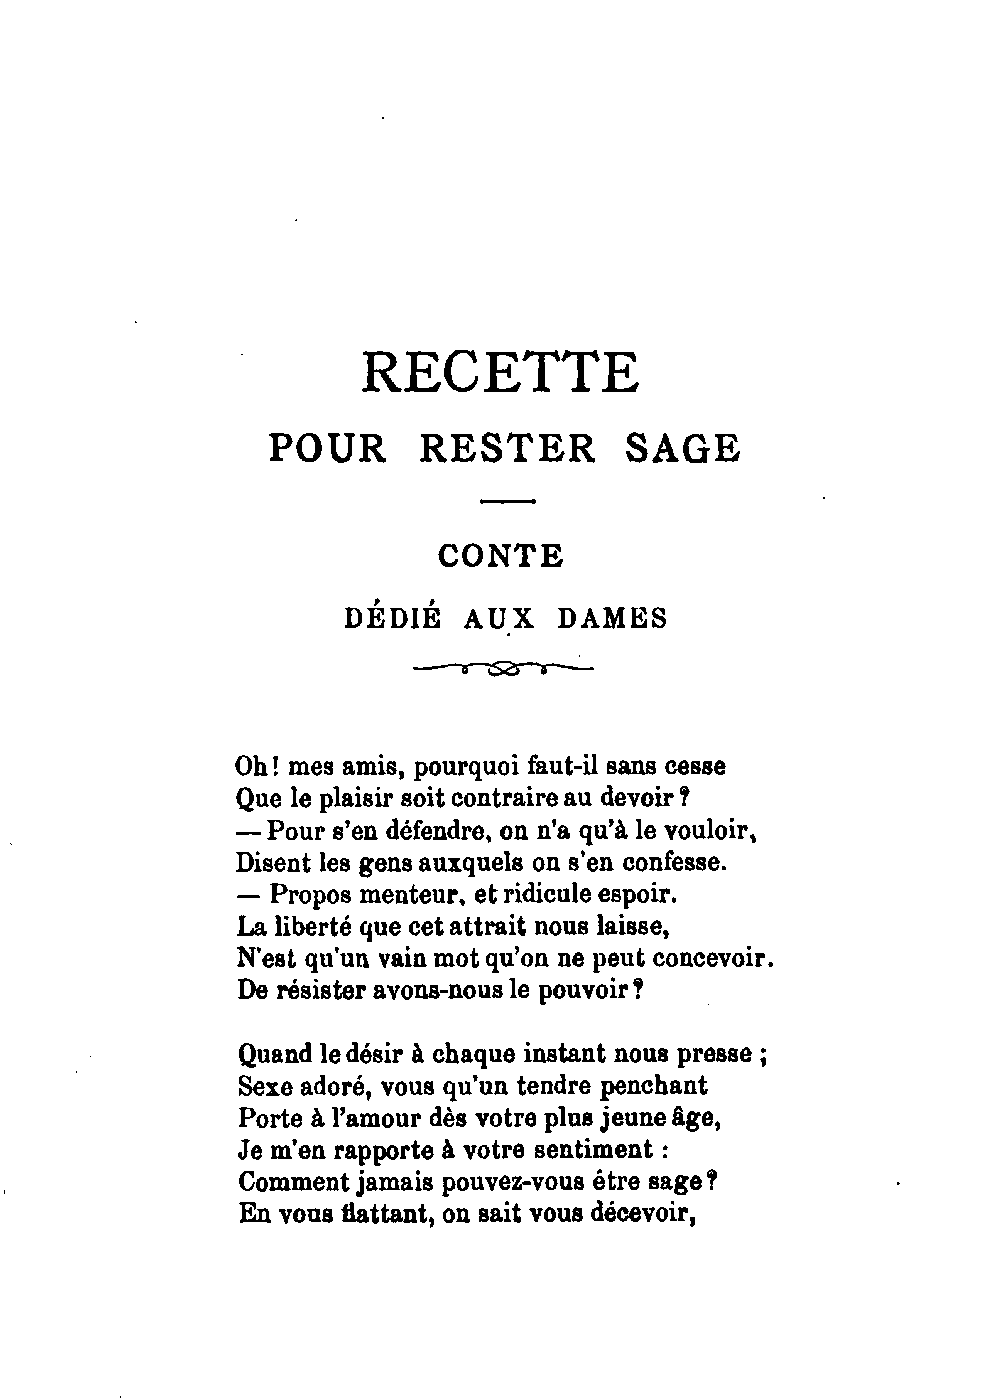 RECETTE
POUR RESTER SAGE
CONTE
DÉDIÉ AUX DAMES
Oh! mes amis, pourquoi faut-il sans cesse
Que le plaisir soit contraire au devoir?
— Pour s'en défendre, on n'a qu'à le vouloir,
Disent les gens auxquels on s'en confesse.
— Propos menteur, et ridicule espoir.
La liberté que cet attrait nous laisse,
N'est qu'un vain mot qu'on ne peut concevoir.
De résister avons-nous le pouvoir?
Quand le désir à chaque instant nous presse ;
Sexe adoré, vous qu'un tendre penchant
Porte à l'amour dès votre plus jeune âge,
Je m'en rapporte à votre sentiment :
Comment jamais pouvez-vous être sage?
En vous flattant, on sait vous décevoir,